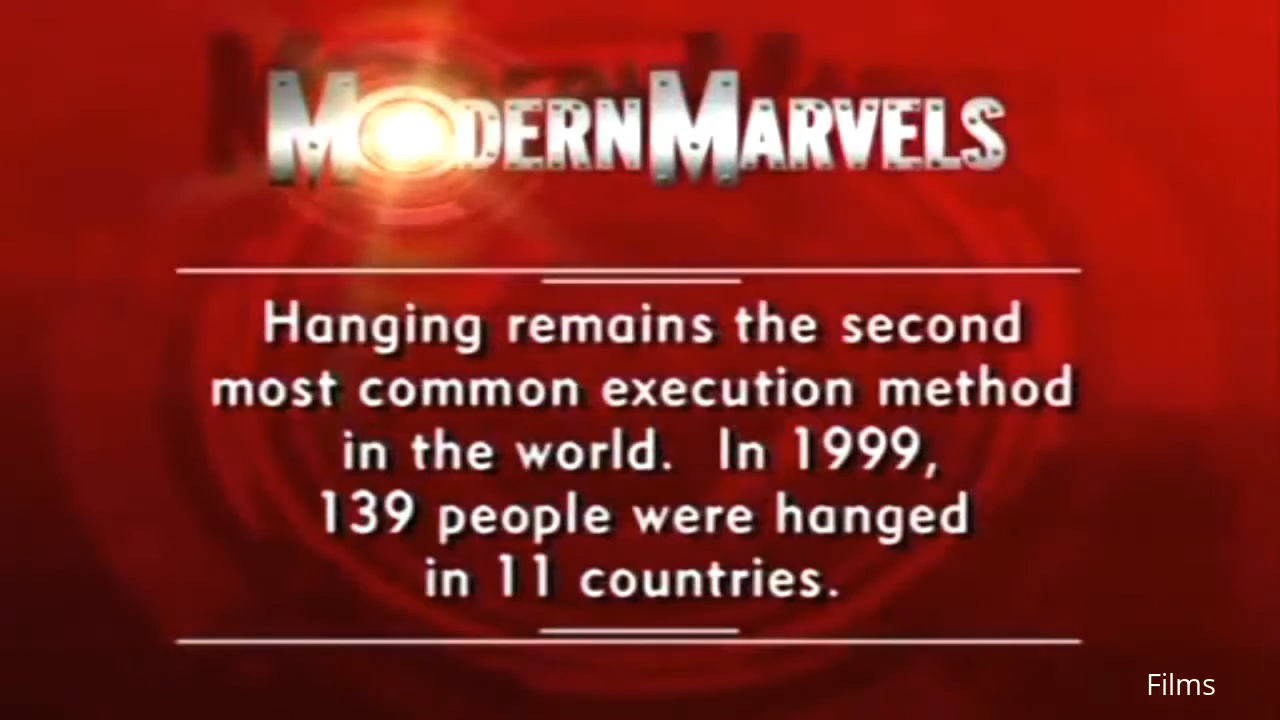 MODERN MARVELS
Hanging remains the second
most common execution method
in the world. In 1999,
139 people were hanged
in 11 countries.
Films